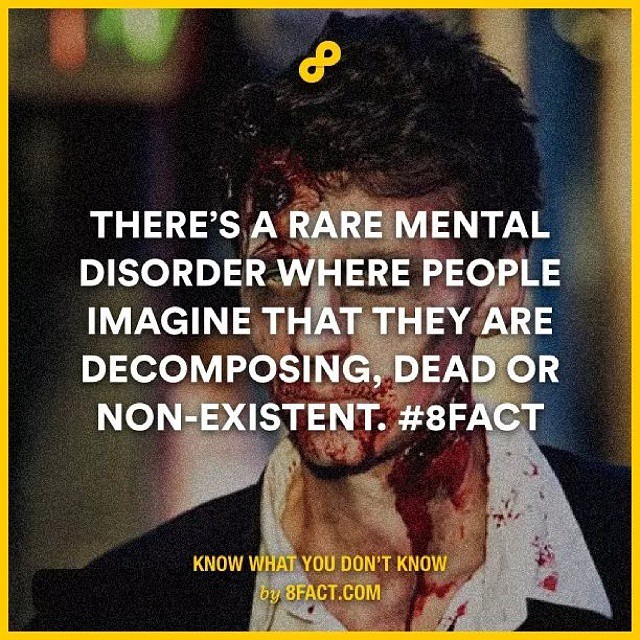 THERE'S A RARE MENTAL
DISORDER WHERE PEOPLE
IMAGINE THAT THEY ARE
DECOMPOSING, DEAD OR
NON-EXISTENT. #8FACT
KNOW WHAT YOU DON'T KNOW
by 8FACT.COM